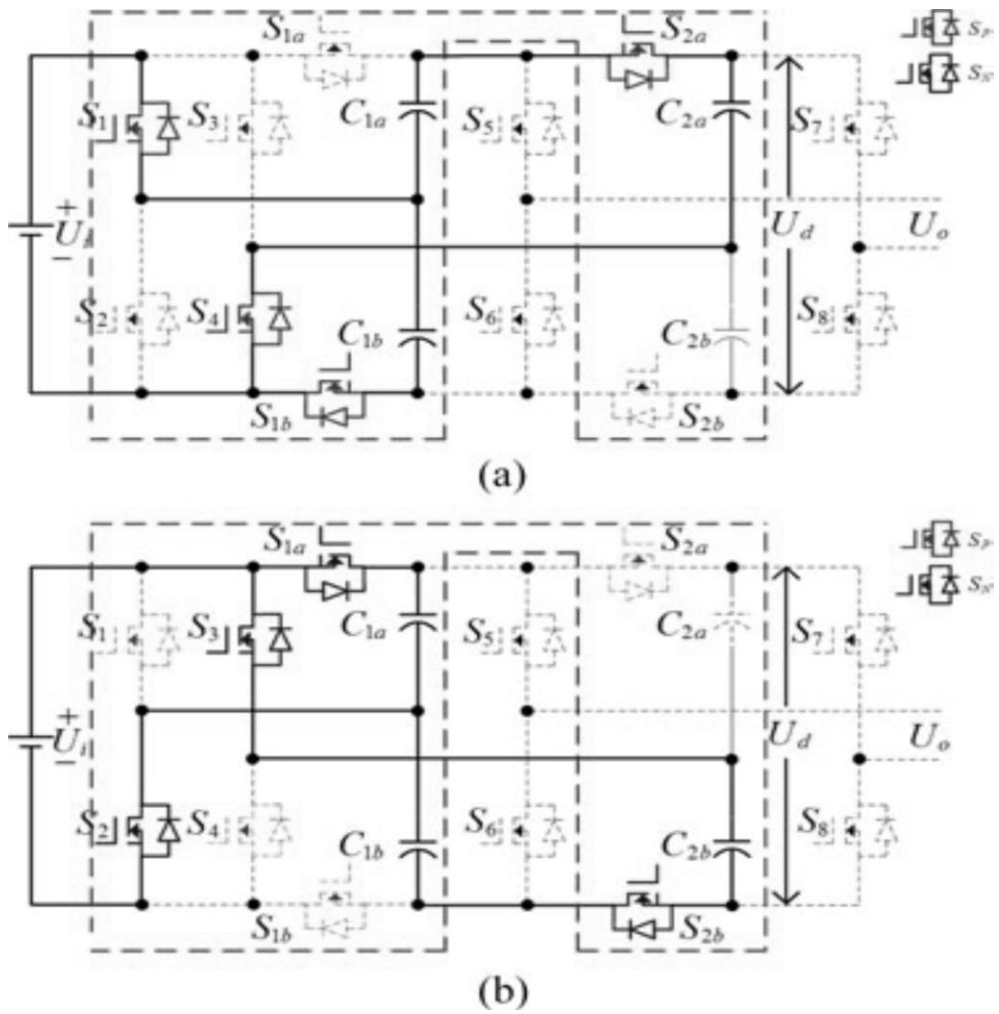 S1a S2a SP
SN
S1 S3 C1a S5 C2a S7
+
Ui Ud Uo
−
S2 S4 C1b S6 C2b S8
S1b S2b
(a)
S1a S2a SP
SN
S1 S3 C1a S5 C2a S7
+
Ui Ud Uo
−
S2 S4 C1b S6 C2b S8
S1b S2b
(b)